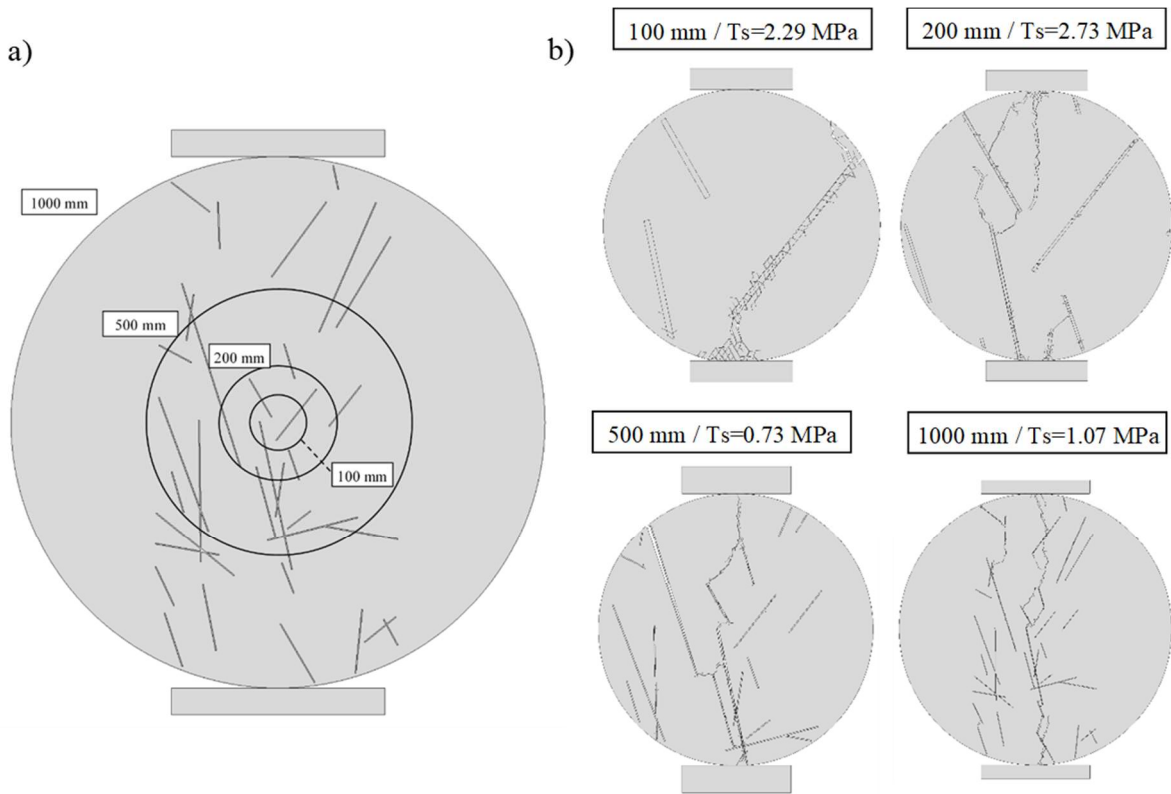 a)
1000 mm
500 mm
200 mm
100 mm
b)
100 mm / Ts=2.29 MPa
200 mm / Ts=2.73 MPa
500 mm / Ts=0.73 MPa
1000 mm / Ts=1.07 MPa